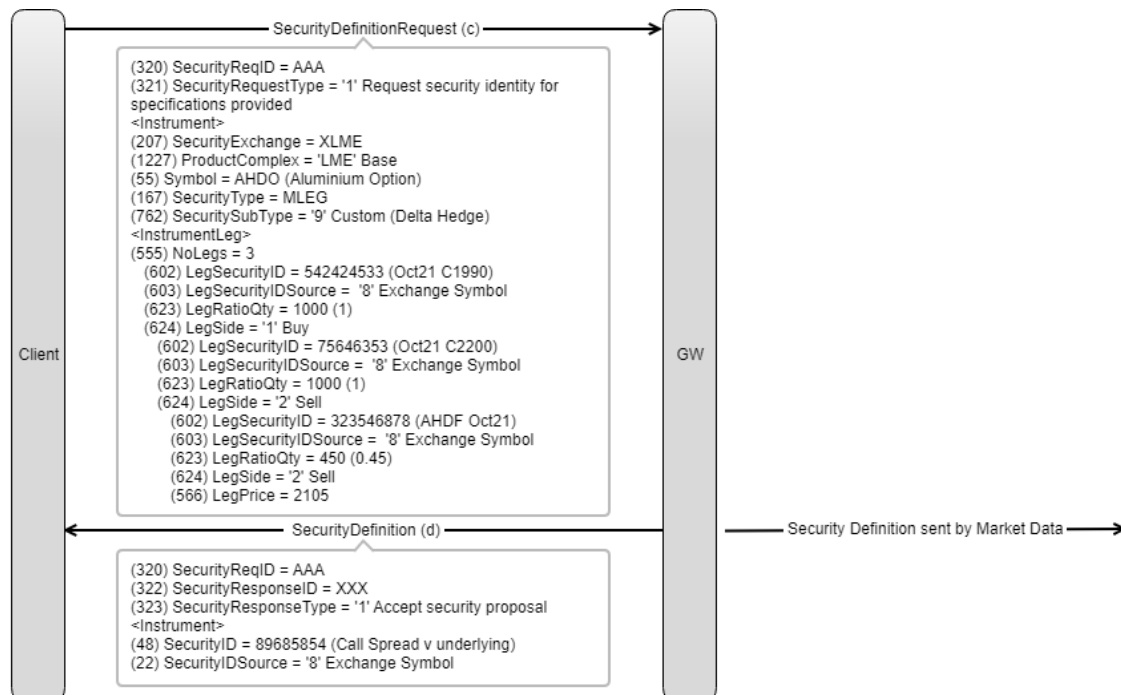 SecurityDefinitionRequest (c)
(320) SecurityReqID = AAA
(321) SecurityRequestType = '1' Request security identity for
specifications provided
<Instrument>
(207) SecurityExchange = XLME
(1227) ProductComplex = 'LME' Base
(55) Symbol = AHDO (Aluminium Option)
(167) SecurityType = MLEG
(762) SecuritySubType = '9' Custom (Delta Hedge)
<InstrumentLeg>
(555) NoLegs = 3
(602) LegSecurityID = 542424533 (Oct21 C1990)
(603) LegSecurityIDSource =  '8' Exchange Symbol
(623) LegRatioQty = 1000 (1)
(624) LegSide = '1' Buy
(602) LegSecurityID = 75646353 (Oct21 C2200)
(603) LegSecurityIDSource =  '8' Exchange Symbol
(623) LegRatioQty = 1000 (1)
(624) LegSide = '2' Sell
(602) LegSecurityID = 323546878 (AHDF Oct21)
(603) LegSecurityIDSource =  '8' Exchange Symbol
(623) LegRatioQty = 450 (0.45)
(624) LegSide = '2' Sell
(566) LegPrice = 2105
Client
GW
SecurityDefinition (d)
Security Definition sent by Market Data
(320) SecurityReqID = AAA
(322) SecurityResponseID = XXX
(323) SecurityResponseType = '1' Accept security proposal
<Instrument>
(48) SecurityID = 89685854 (Call Spread v underlying)
(22) SecurityIDSource = '8' Exchange Symbol